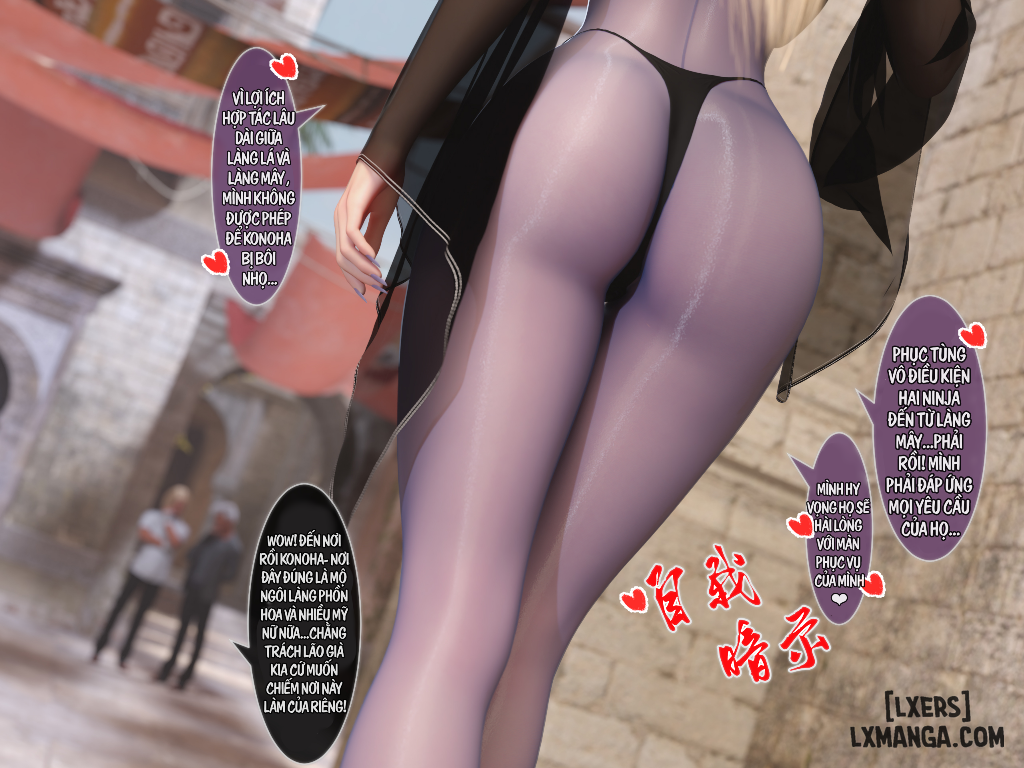 VÌ LỢI ÍCH
HỢP TÁC LÂU
DÀI GIỮA
LÀNG LÁ VÀ
LÀNG MÂY,
MÌNH KHÔNG
ĐƯỢC PHÉP
ĐỂ KONOHA
BỊ BÔI
NHỌ...
PHỤC TÙNG
VÔ ĐIỀU KIỆN
HAI NINJA
ĐẾN TỪ LÀNG
MÂY...PHẢI
RỒI! MÌNH
PHẢI ĐÁP ỨNG
MỌI YÊU CẦU
CỦA HỌ...
MÌNH HY
VỌNG HỌ SẼ
HÀI LÒNG
VỚI MÀN
PHỤC VỤ
CỦA MÌNH
❤
WOW! ĐẾN NƠI
RỒI KONOHA- NƠI
ĐÂY ĐÚNG LÀ MỘ
NGÔI LÀNG PHỒN
HOA VÀ NHIỀU MỸ
NỮ NỮA...CHẲNG
TRÁCH LÃO GIÀ
KIA CỨ MUỐN
CHIẾM NƠI NÀY
LÀM CỦA RIÊNG!
自我
暗示
[LXERS]
LXMANGA.COM